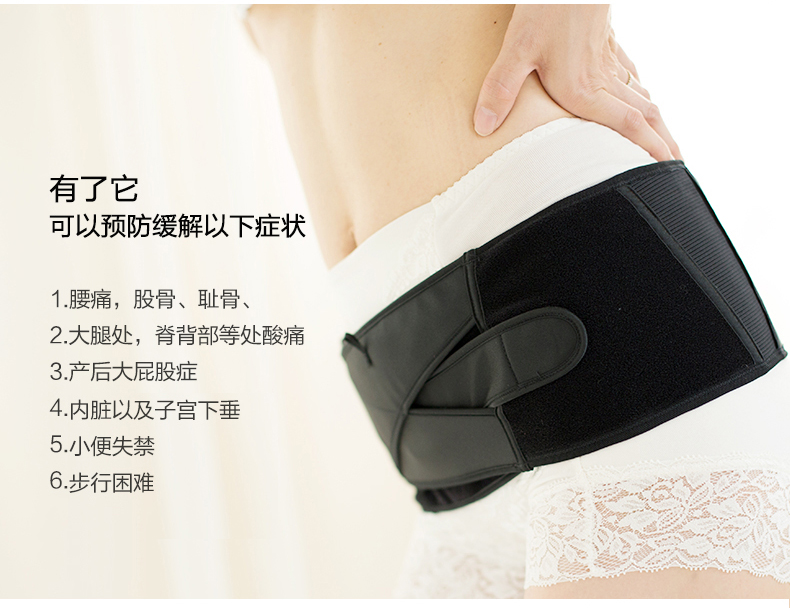 有了它
可以预防缓解以下症状
1.腰痛，股骨、耻骨、
2.大腿处，脊背部等处酸痛
3.产后大屁股症
4.内脏以及子宫下垂
5.小便失禁
6.步行困难